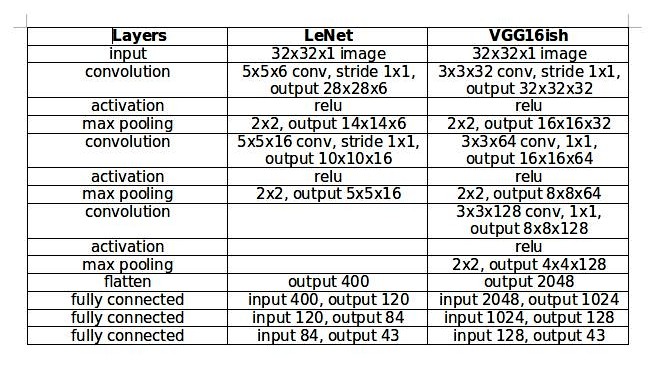 Layers LeNet VGG16ish
input 32x32x1 image 32x32x1 image
convolution 5x5x6 conv, stride 1x1, 3x3x32 conv, stride 1x1,
output 28x28x6 output 32x32x32
activation relu relu
max pooling 2x2, output 14x14x6 2x2, output 16x16x32
convolution 5x5x16 conv, stride 1x1, 3x3x64 conv, 1x1,
output 10x10x16 output 16x16x64
activation relu relu
max pooling 2x2, output 5x5x16 2x2, output 8x8x64
convolution 3x3x128 conv, 1x1,
output 8x8x128
activation relu
max pooling 2x2, output 4x4x128
flatten output 400 output 2048
fully connected input 400, output 120 input 2048, output 1024
fully connected input 120, output 84 input 1024, output 128
fully connected input 84, output 43 input 128, output 43